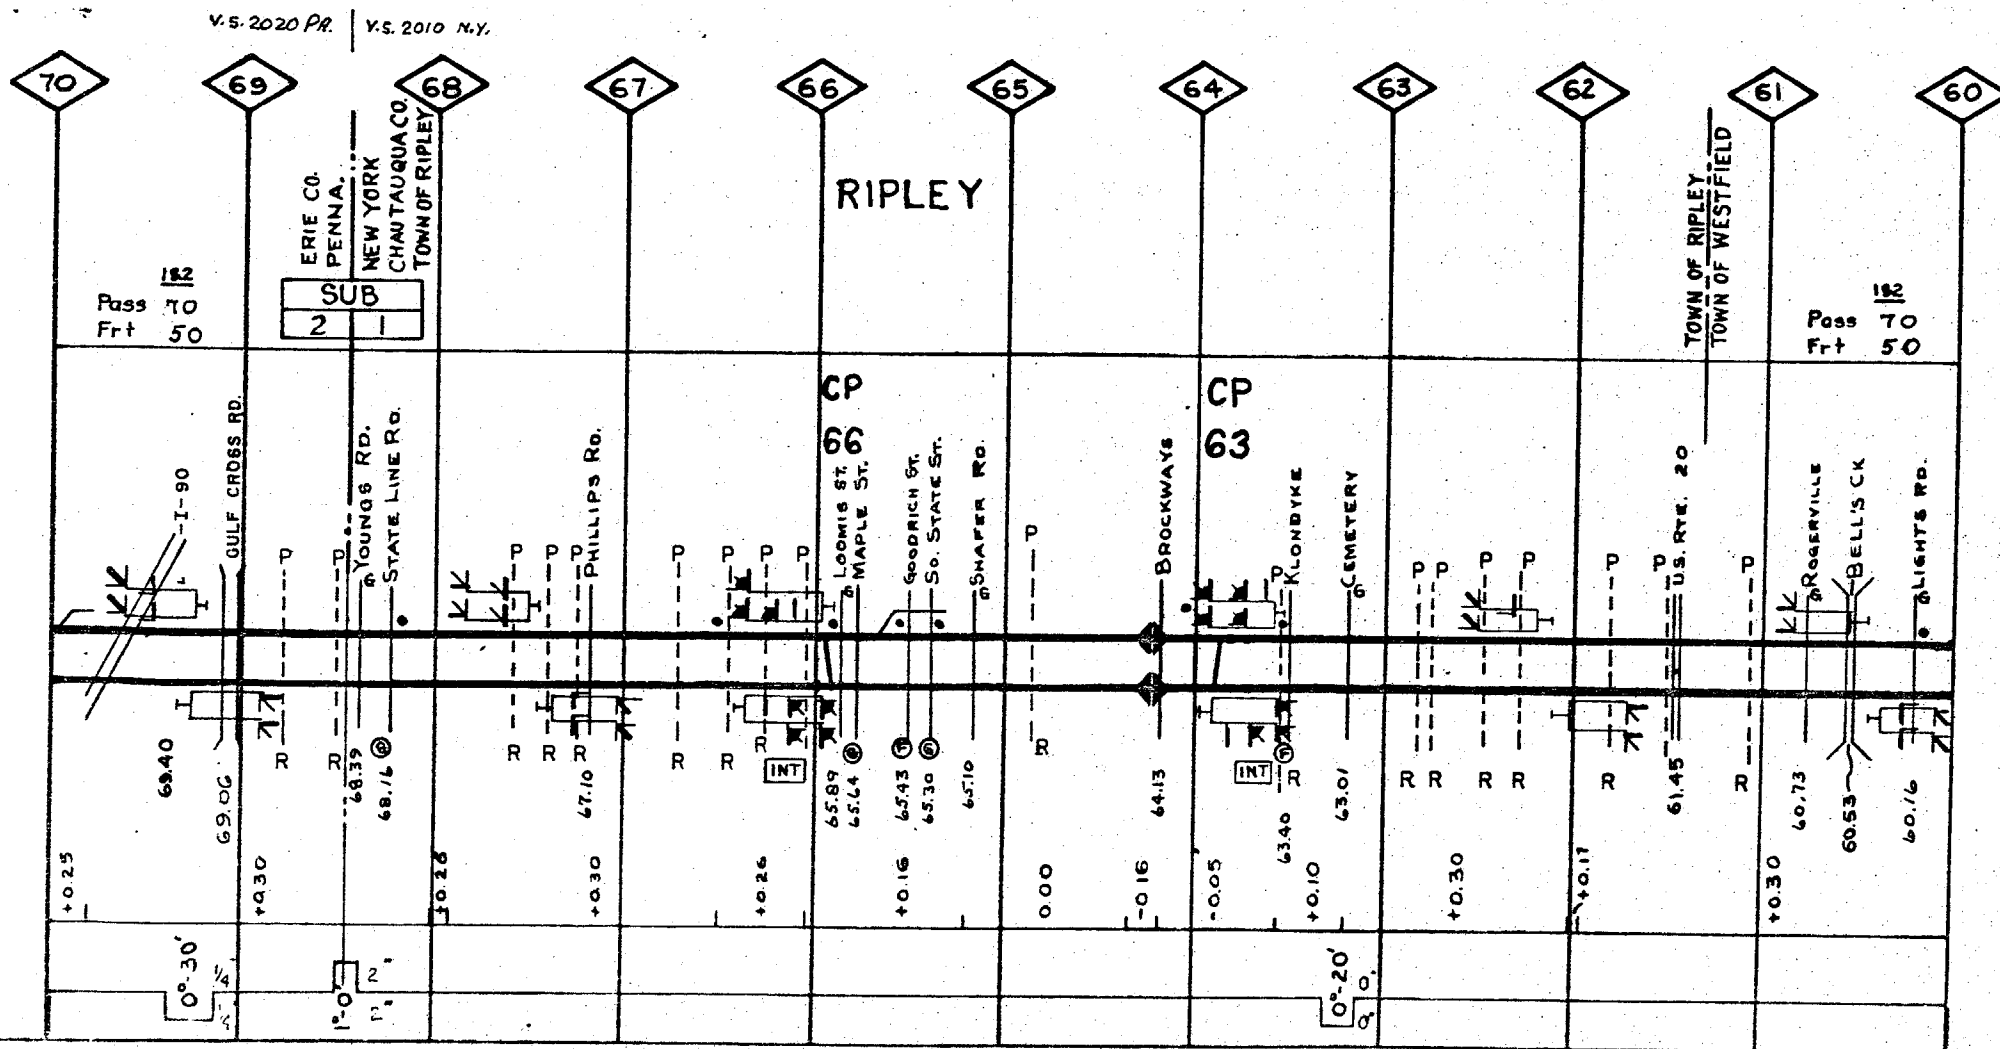 V.S. 2020 PA. | V.S. 2010 N.Y.
70 69 68 67 66 65 64 63 62 61 60
ERIE CO.
PENNA.
NEW YORK
CHAUTAUQUA CO.
TOWN OF RIPLEY
RIPLEY
TOWN OF RIPLEY
TOWN OF WESTFIELD
1&2
Pass 70
Frt 50
SUB
2 1
1&2
Pass 70
Frt 50
CP
66
CP
63
I-90
GULF CROSS RD.
YOUNGS RD.
STATE LINE RD.
PHILLIPS RD.
LOOMIS ST.
MAPLE ST.
GOODRICH ST.
SO. STATE ST.
SHAFER RD.
BROCKWAYS
KLONDYKE
CEMETERY
U.S. RTE. 20
ROGERVILLE
BELL'S CK
LIGHTS RD.
P P P P P P P P P P P P P P P P P P
R R R R R R R R R R R R R R R R
INT
INT
69.40
69.06
68.39
68.16
67.10
65.89
65.64
65.43
65.30
65.10
64.13
63.40
63.01
61.45
60.73
60.53
60.16
+0.25
+0.30
+0.28
+0.30
+0.26
+0.16
0.00
-0.16
-0.05
+0.10
+0.30
+0.17
+0.30
0°-30'
1/4"
1°-0'
2"
0°-20'
0"
0"